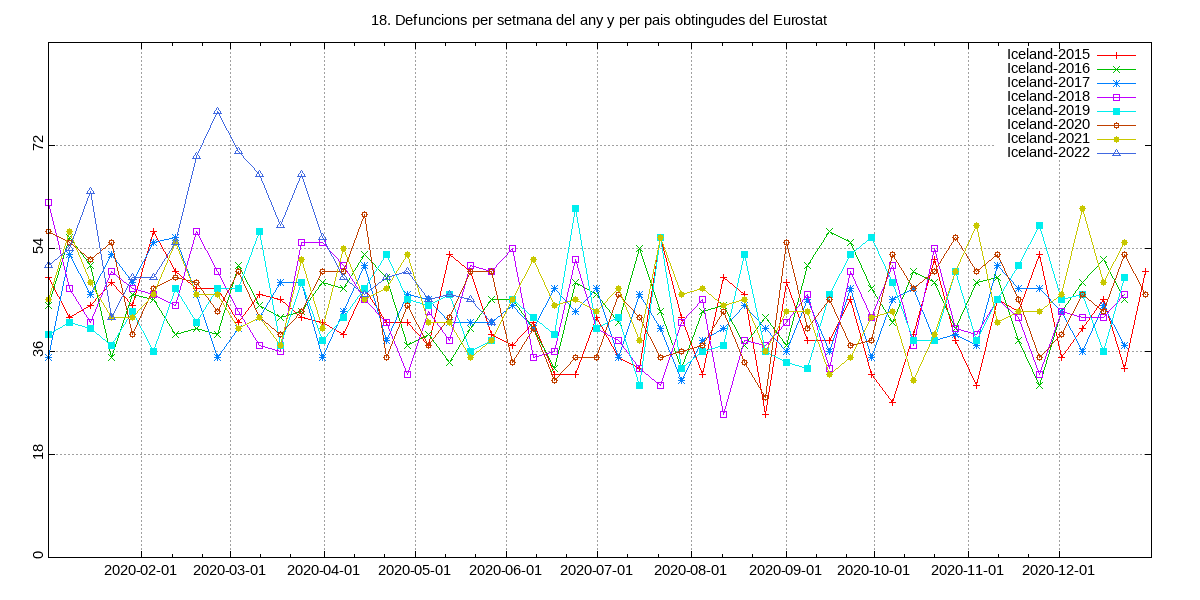 18. Defuncions per setmana del any y per pais obtingudes del Eurostat
Iceland-2015
Iceland-2016
Iceland-2017
Iceland-2018
Iceland-2019
Iceland-2020
Iceland-2021
Iceland-2022
72
54
36
18
0
2020-02-01 2020-03-01 2020-04-01 2020-05-01 2020-06-01 2020-07-01 2020-08-01 2020-09-01 2020-10-01 2020-11-01 2020-12-01